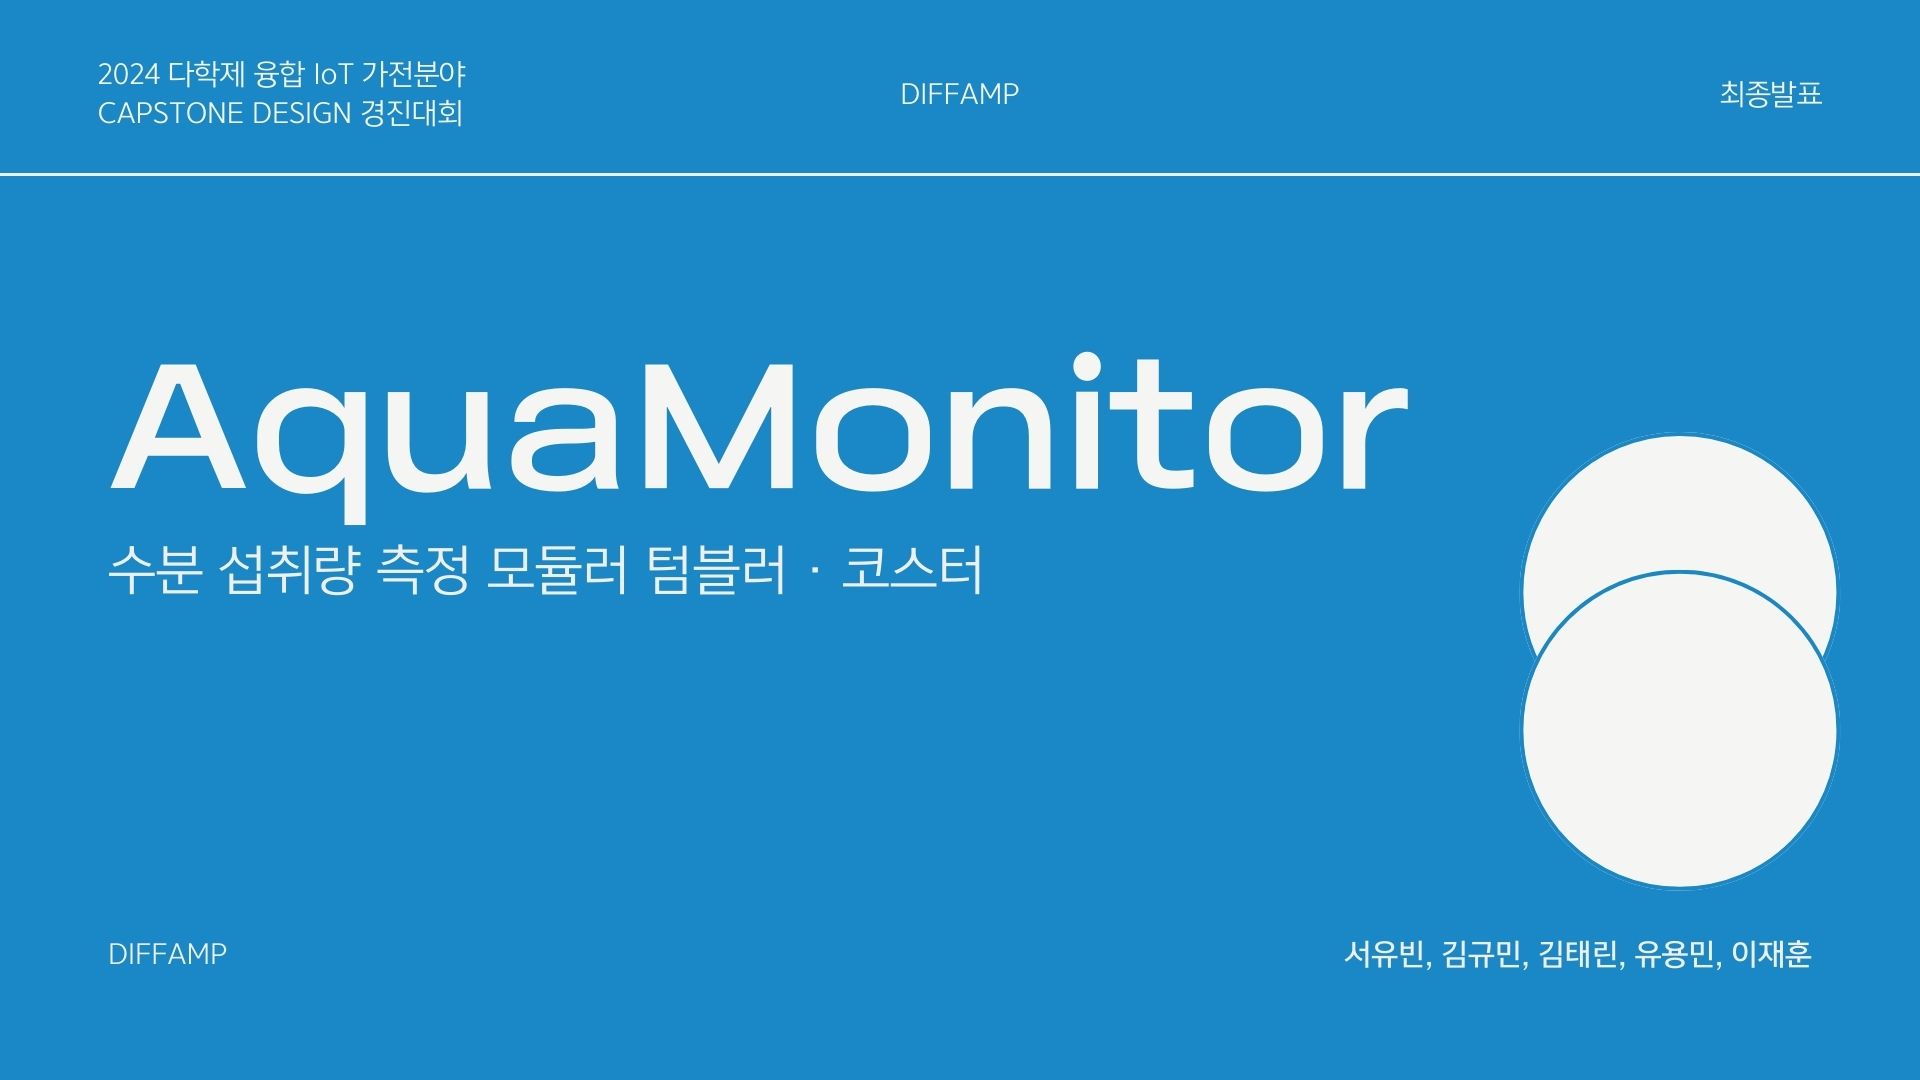 2024 다학제 융합 IoT 가전분야
CAPSTONE DESIGN 경진대회
DIFFAMP
최종발표
AquaMonitor
수분 섭취량 측정 모듈러 텀블러 · 코스터
DIFFAMP
서유빈, 김규민, 김태린, 유용민, 이재훈